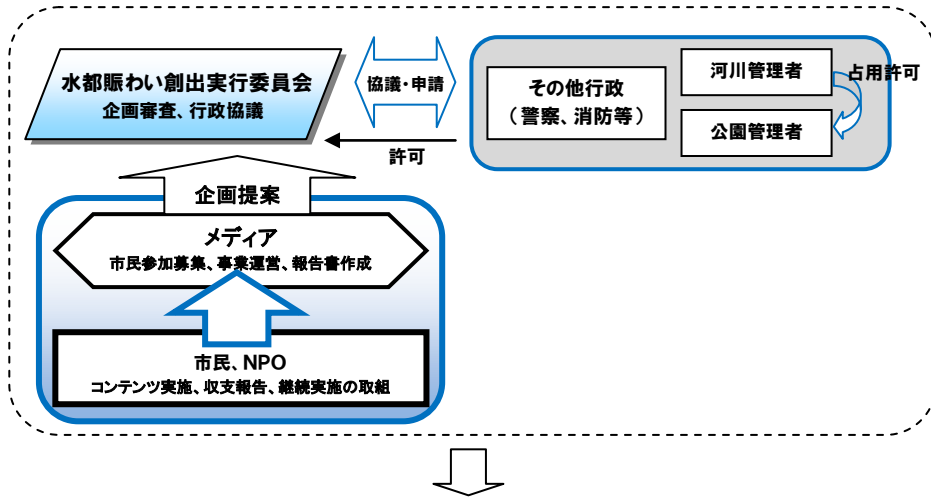 水都賑わい創出実行委員会
企画審査、行政協議
協議・申請
許可
その他行政
（警察、消防等）
河川管理者
占用許可
公園管理者
企画提案
メディア
市民参加募集、事業運営、報告書作成
市民、NPO
コンテンツ実施、収支報告、継続実施の取組